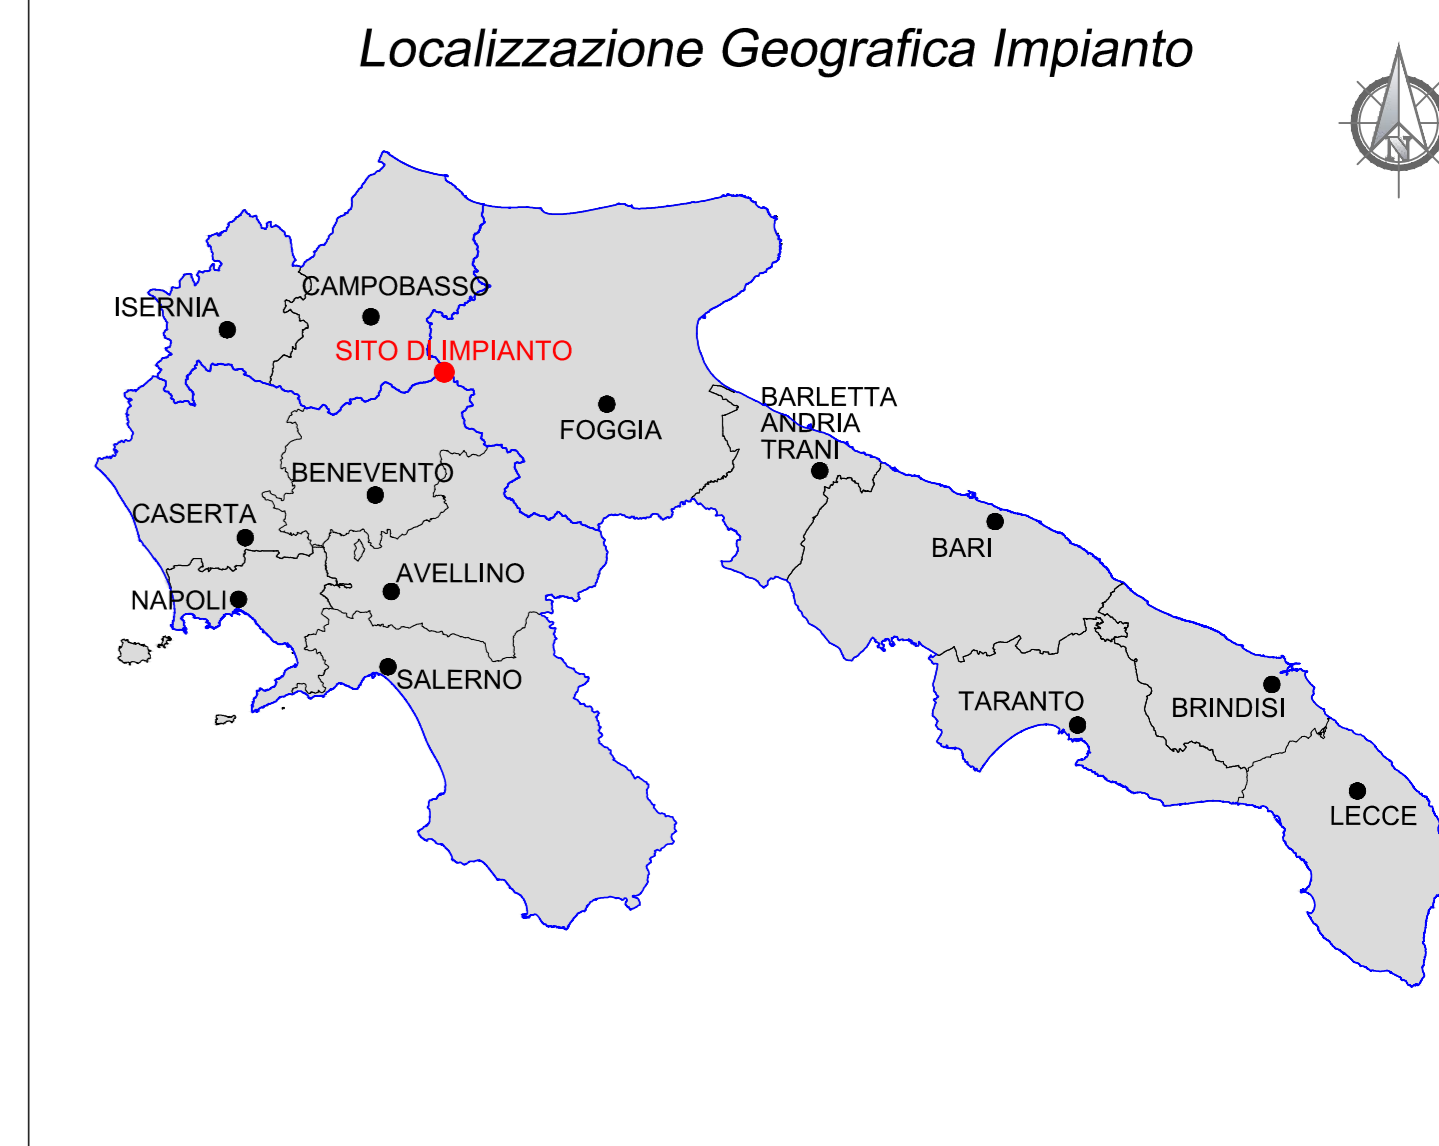 Localizzazione Geografica Impianto
N
CAMPOBASSO
ISERNIA
SITO DI IMPIANTO
BARLETTA
ANDRIA
TRANI
FOGGIA
BENEVENTO
CASERTA
BARI
AVELLINO
NAPOLI
SALERNO
TARANTO
BRINDISI
LECCE